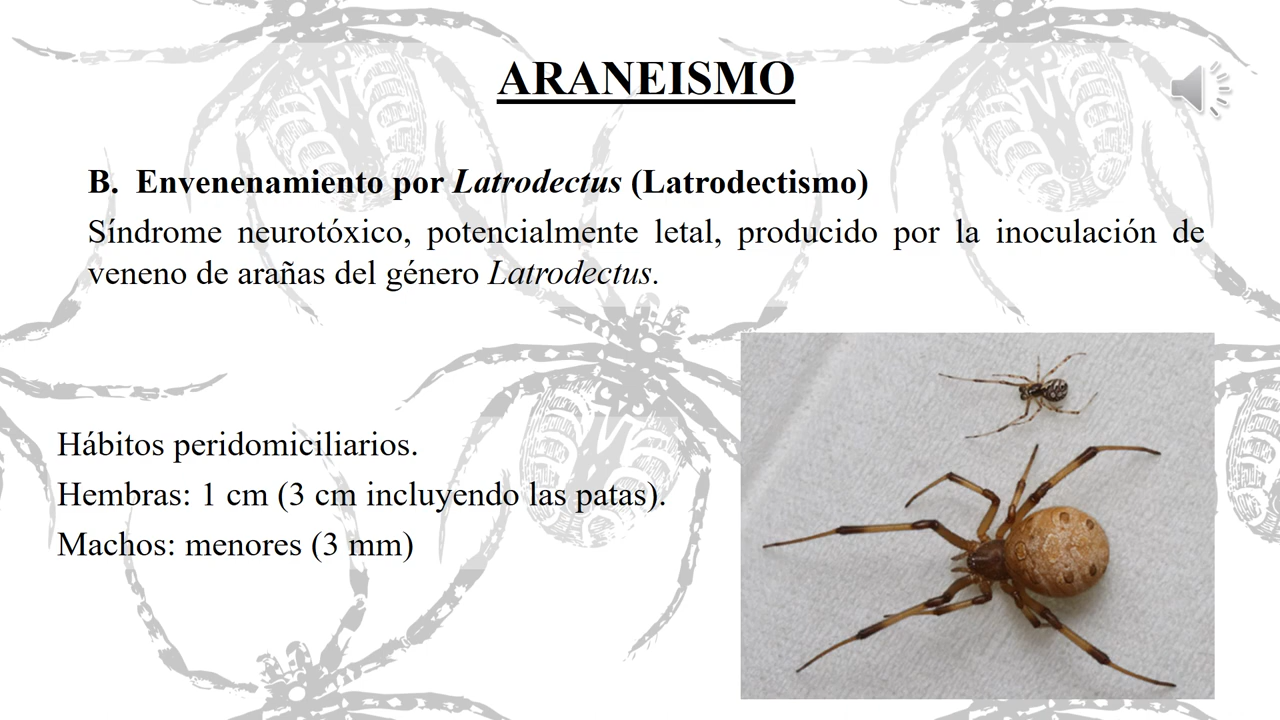 ARANEISMO
B. Envenenamiento por Latrodectus (Latrodectismo)
Síndrome neurotóxico, potencialmente letal, producido por la inoculación de
veneno de arañas del género Latrodectus.
Hábitos peridomiciliarios.
Hembras: 1 cm (3 cm incluyendo las patas).
Machos: menores (3 mm)